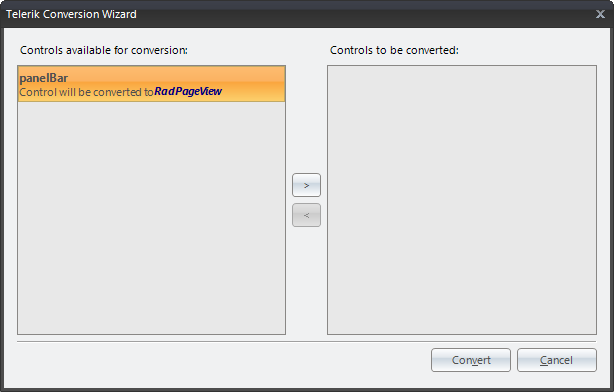 Telerik Conversion Wizard
Controls available for conversion:
Controls to be converted:
panelBar
Control will be converted toRadPageView
>
<
Convert
Cancel